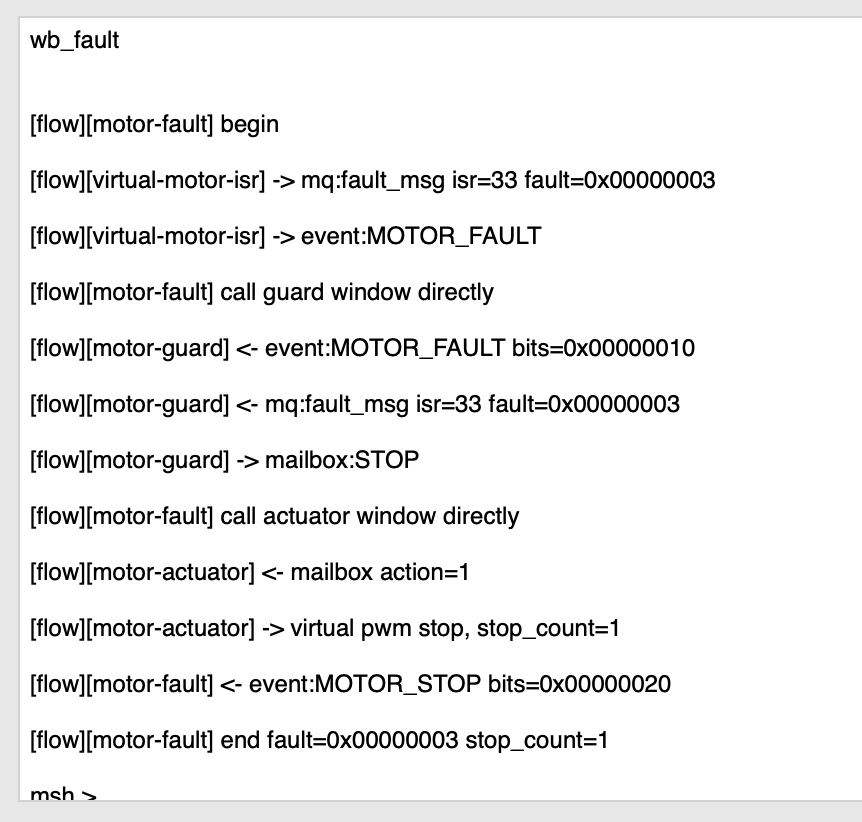 wb_fault
[flow][motor-fault] begin
[flow][virtual-motor-isr] -> mq:fault_msg isr=33 fault=0x00000003
[flow][virtual-motor-isr] -> event:MOTOR_FAULT
[flow][motor-fault] call guard window directly
[flow][motor-guard] <- event:MOTOR_FAULT bits=0x00000010
[flow][motor-guard] <- mq:fault_msg isr=33 fault=0x00000003
[flow][motor-guard] -> mailbox:STOP
[flow][motor-fault] call actuator window directly
[flow][motor-actuator] <- mailbox action=1
[flow][motor-actuator] -> virtual pwm stop, stop_count=1
[flow][motor-fault] <- event:MOTOR_STOP bits=0x00000020
[flow][motor-fault] end fault=0x00000003 stop_count=1
msh >